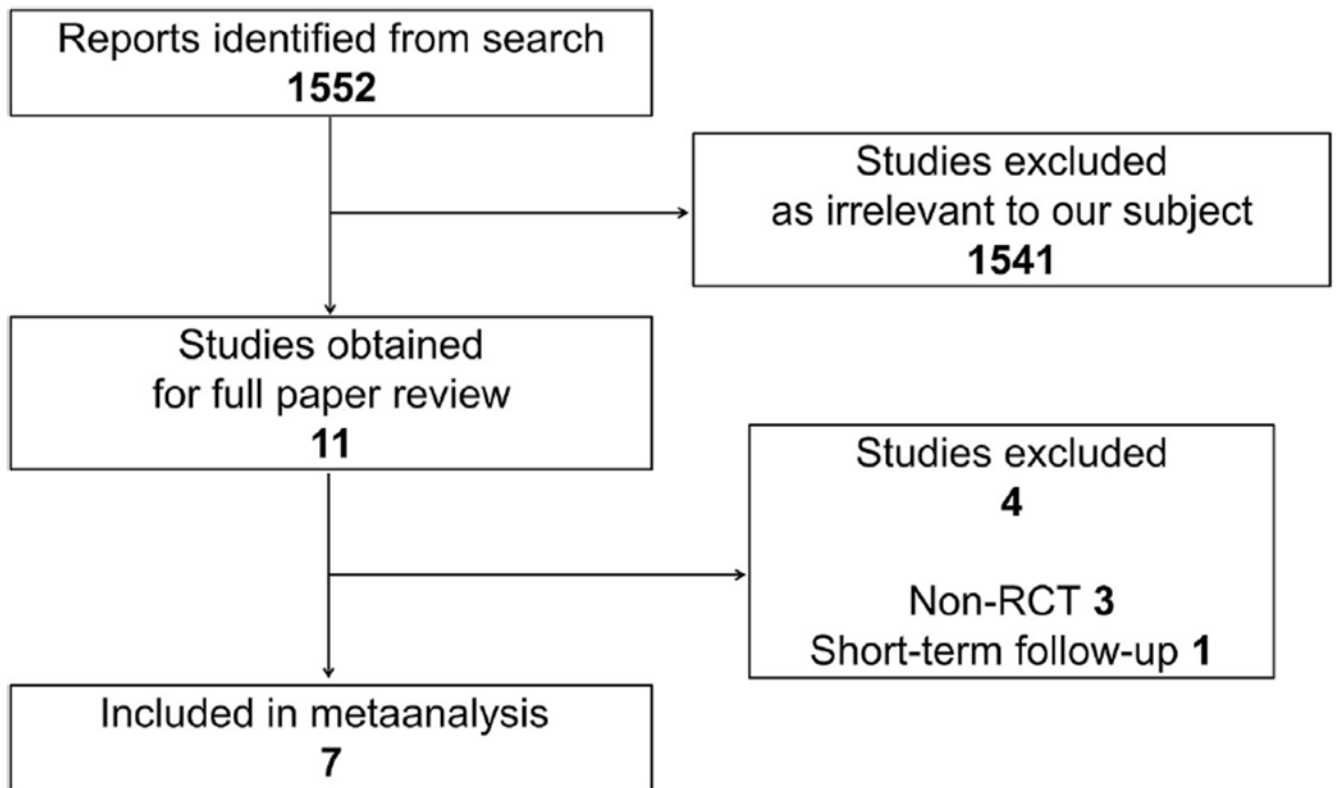 Reports identified from search
1552
Studies excluded
as irrelevant to our subject
1541
Studies obtained
for full paper review
11
Studies excluded
4
Non-RCT 3
Short-term follow-up 1
Included in metaanalysis
7